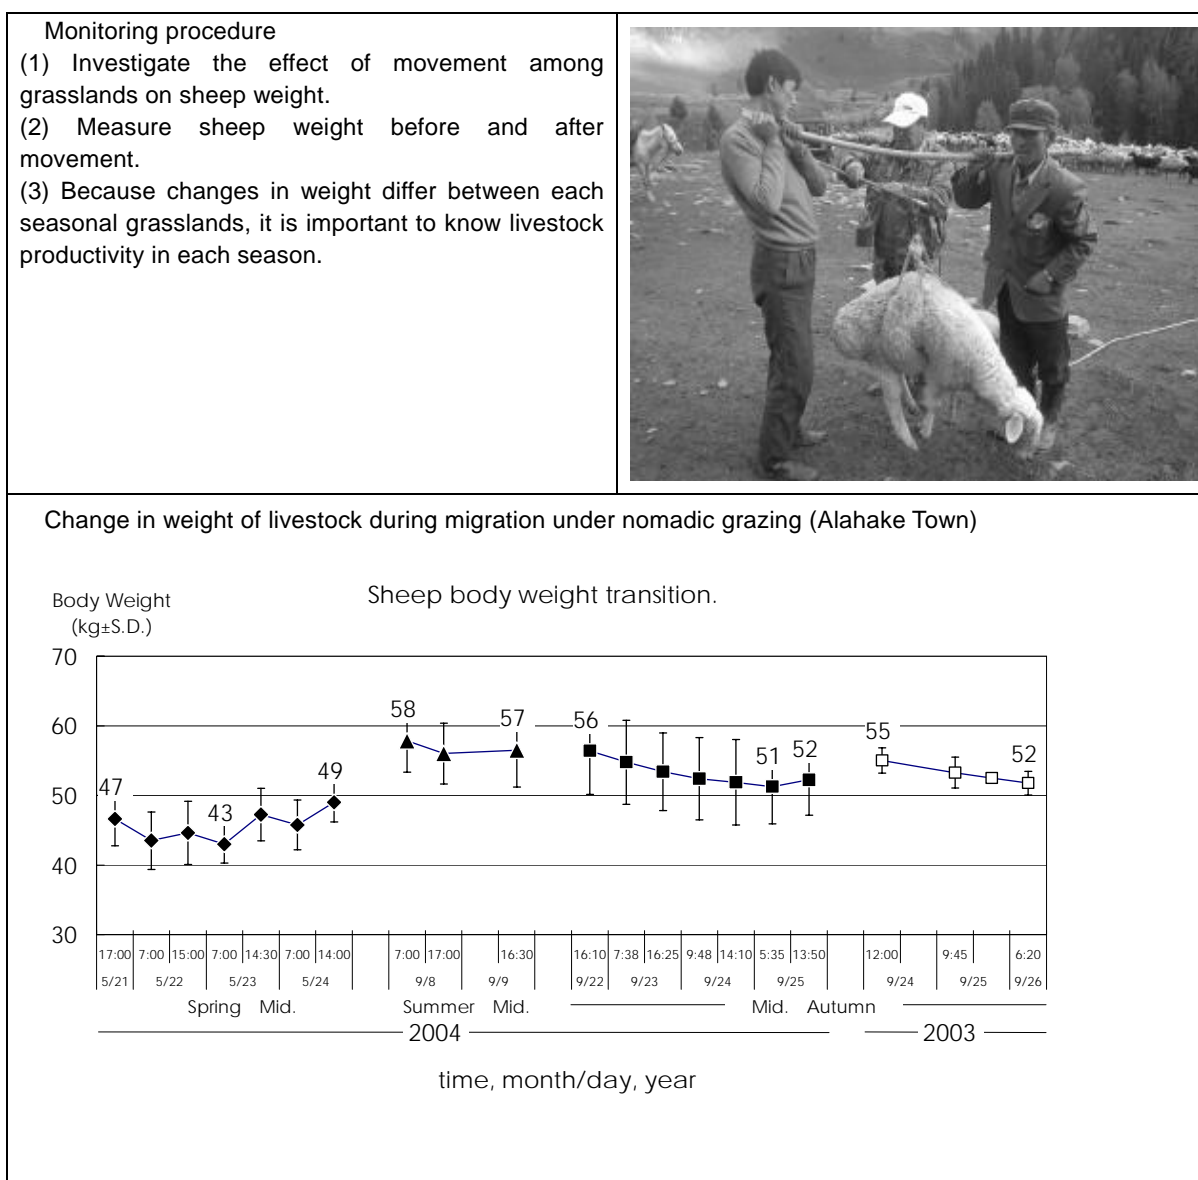 Monitoring procedure
(1) Investigate the effect of movement among
grasslands on sheep weight.
(2) Measure sheep weight before and after
movement.
(3) Because changes in weight differ between each
seasonal grasslands, it is important to know livestock
productivity in each season.
Change in weight of livestock during migration under nomadic grazing (Alahake Town)
Sheep body weight transition.
Body Weight
(kg±S.D.)
70
60
50
40
30
47 43 49 58 57 56 51 52 55 52
17:00 7:00 15:00 7:00 14:30 7:00 14:00 7:00 17:00 16:30 16:10 7:38 16:25 9:48 14:10 5:35 13:50 12:00 9:45 6:20
5/21 5/22 5/23 5/24 9/8 9/9 9/22 9/23 9/24 9/25 9/24 9/25 9/26
Spring Mid. Summer Mid. Mid. Autumn
2004 2003
time, month/day, year